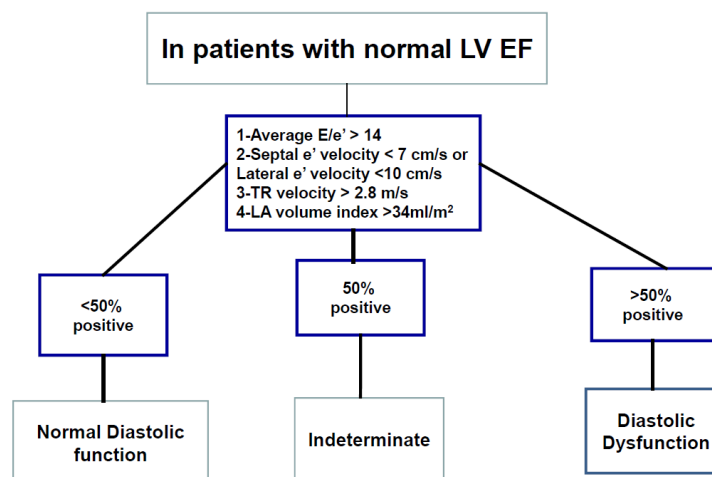 In patients with normal LV EF
1-Average E/e’ > 14
2-Septal e’ velocity < 7 cm/s or
Lateral e’ velocity <10 cm/s
3-TR velocity > 2.8 m/s
4-LA volume index >34ml/m²
<50%
positive
50%
positive
>50%
positive
Normal Diastolic
function
Indeterminate
Diastolic
Dysfunction